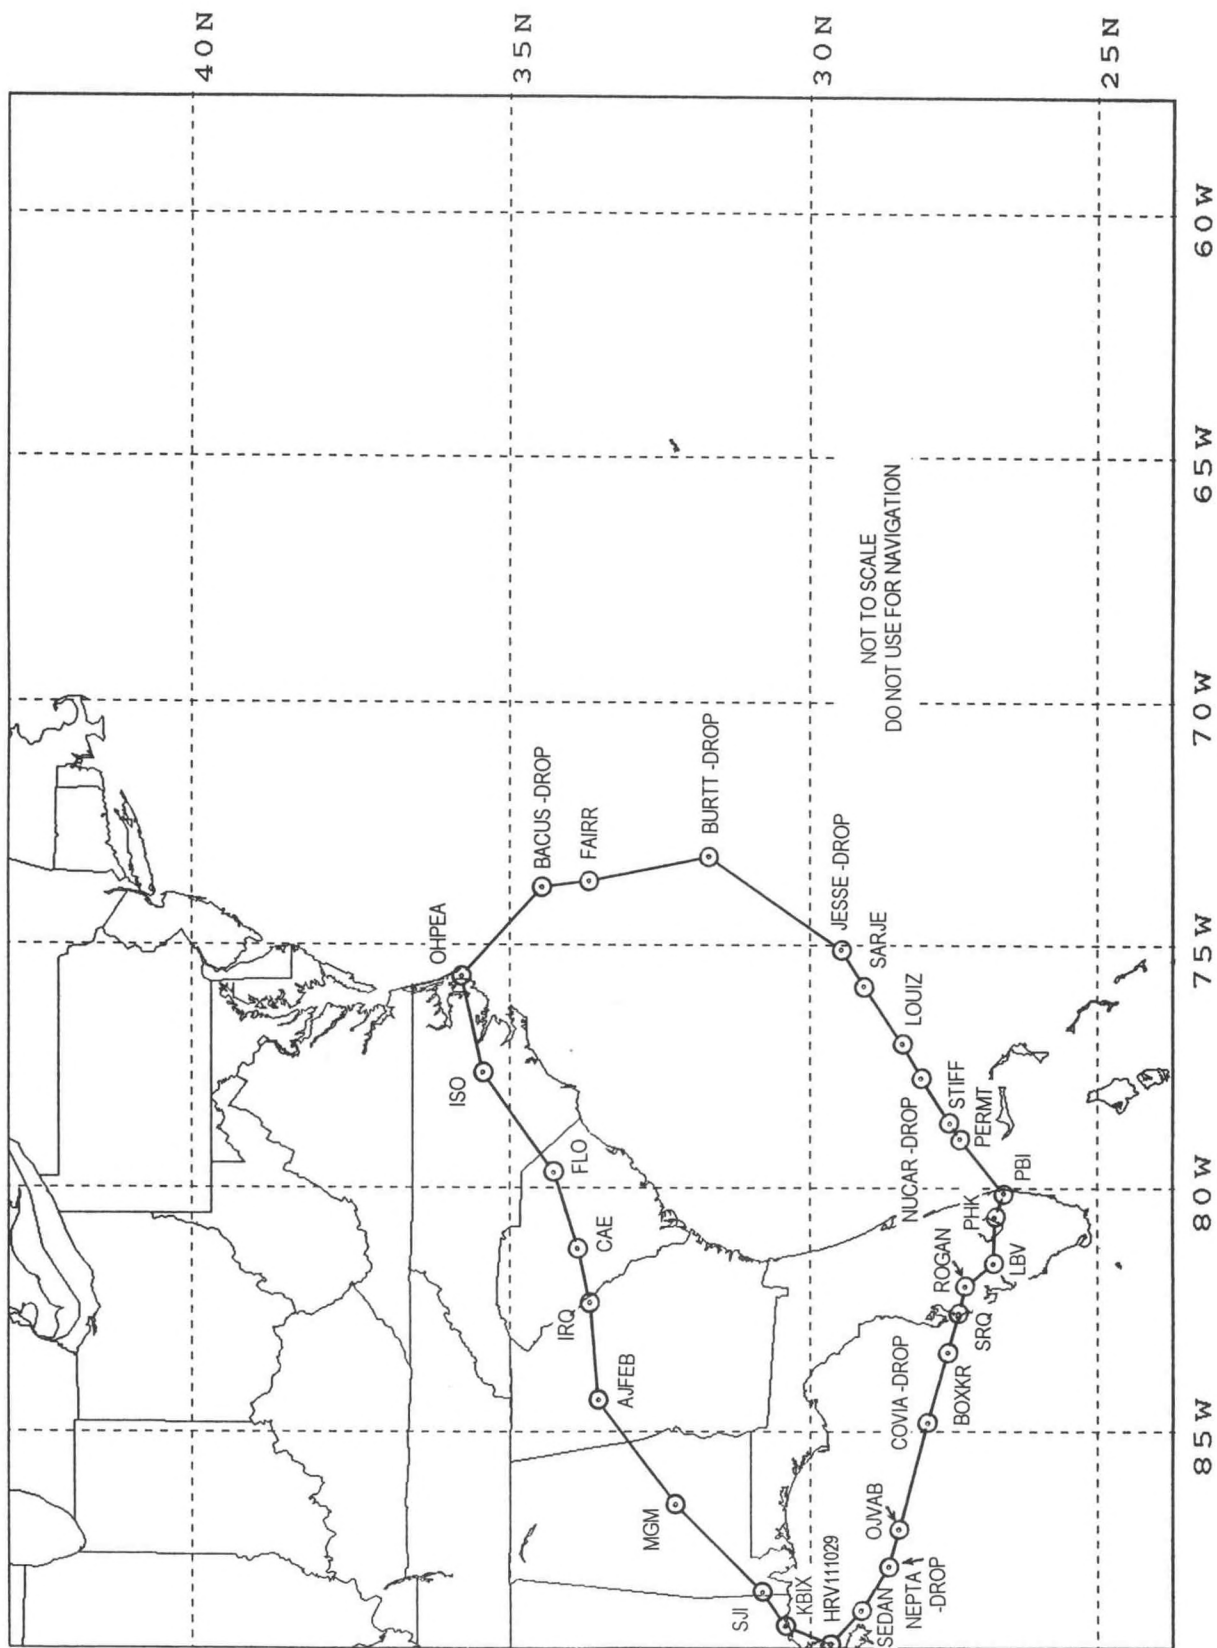 40N
35N
30N
25N
60W
65W
70W
75W
80W
85W
NOT TO SCALE
DO NOT USE FOR NAVIGATION
OHPEA
BACUS -DROP
FAIRR
BURTT -DROP
JESSE -DROP
SARJE
LOUIZ
NUCAR -DROP
STIFF
PERMT
PBI
PHK
LBV
ROGAN
SRQ
BOXKR
COVIA -DROP
OJVAB
NEPTA
-DROP
SEDAN
HRV111029
KBIX
SJI
MGM
AJFEB
IRQ
CAE
FLO
ISO